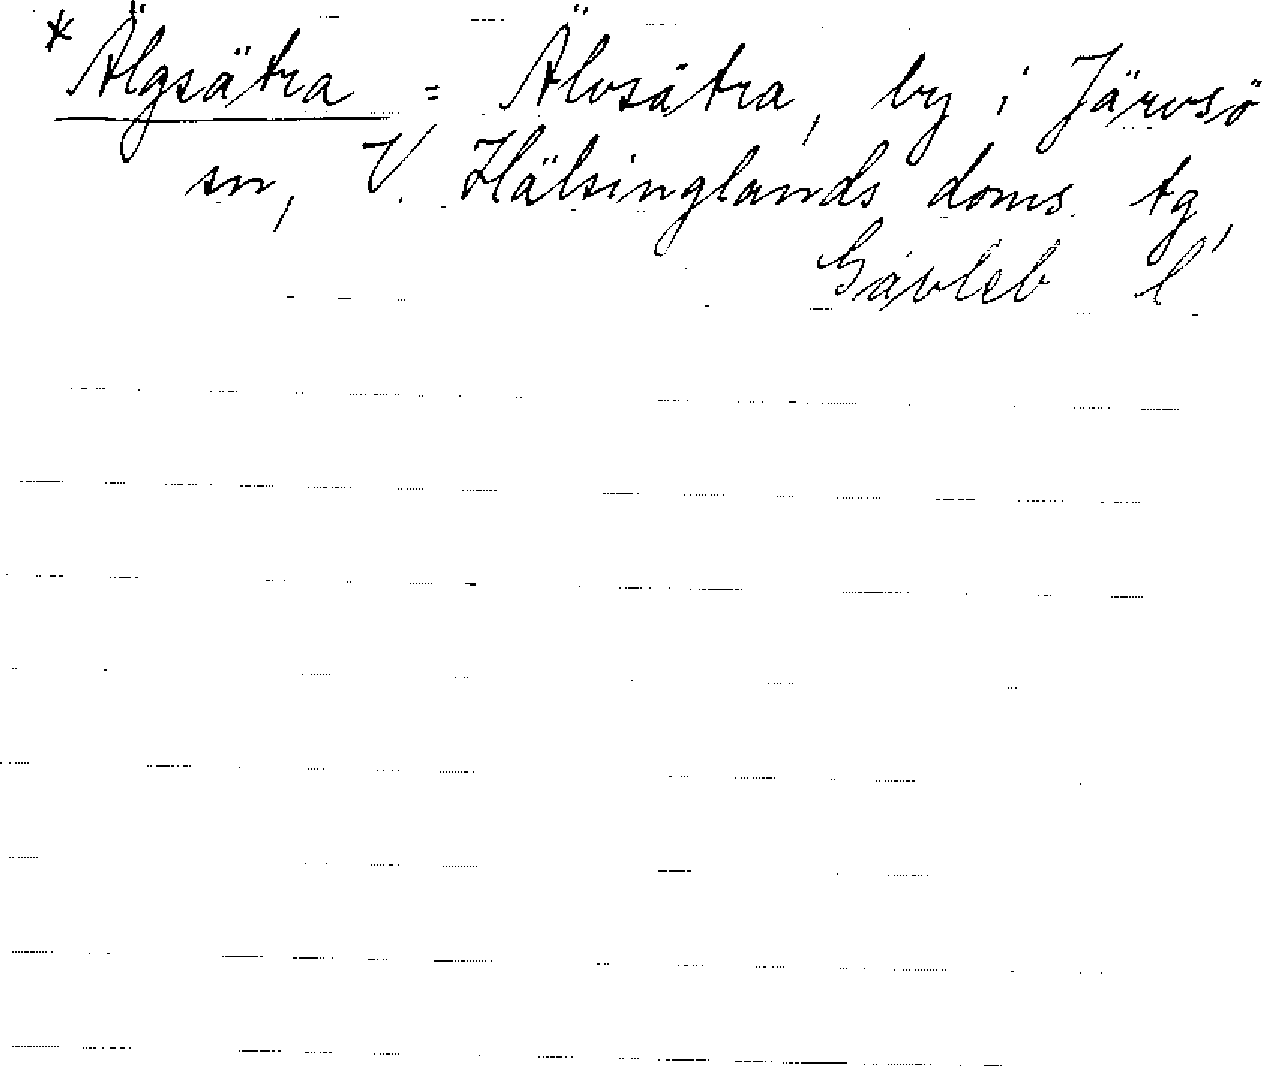 *Älgsätra = Älvsätra, by i Järvsö
sn, V. Hälsinglands doms. tg,
Gävleb l